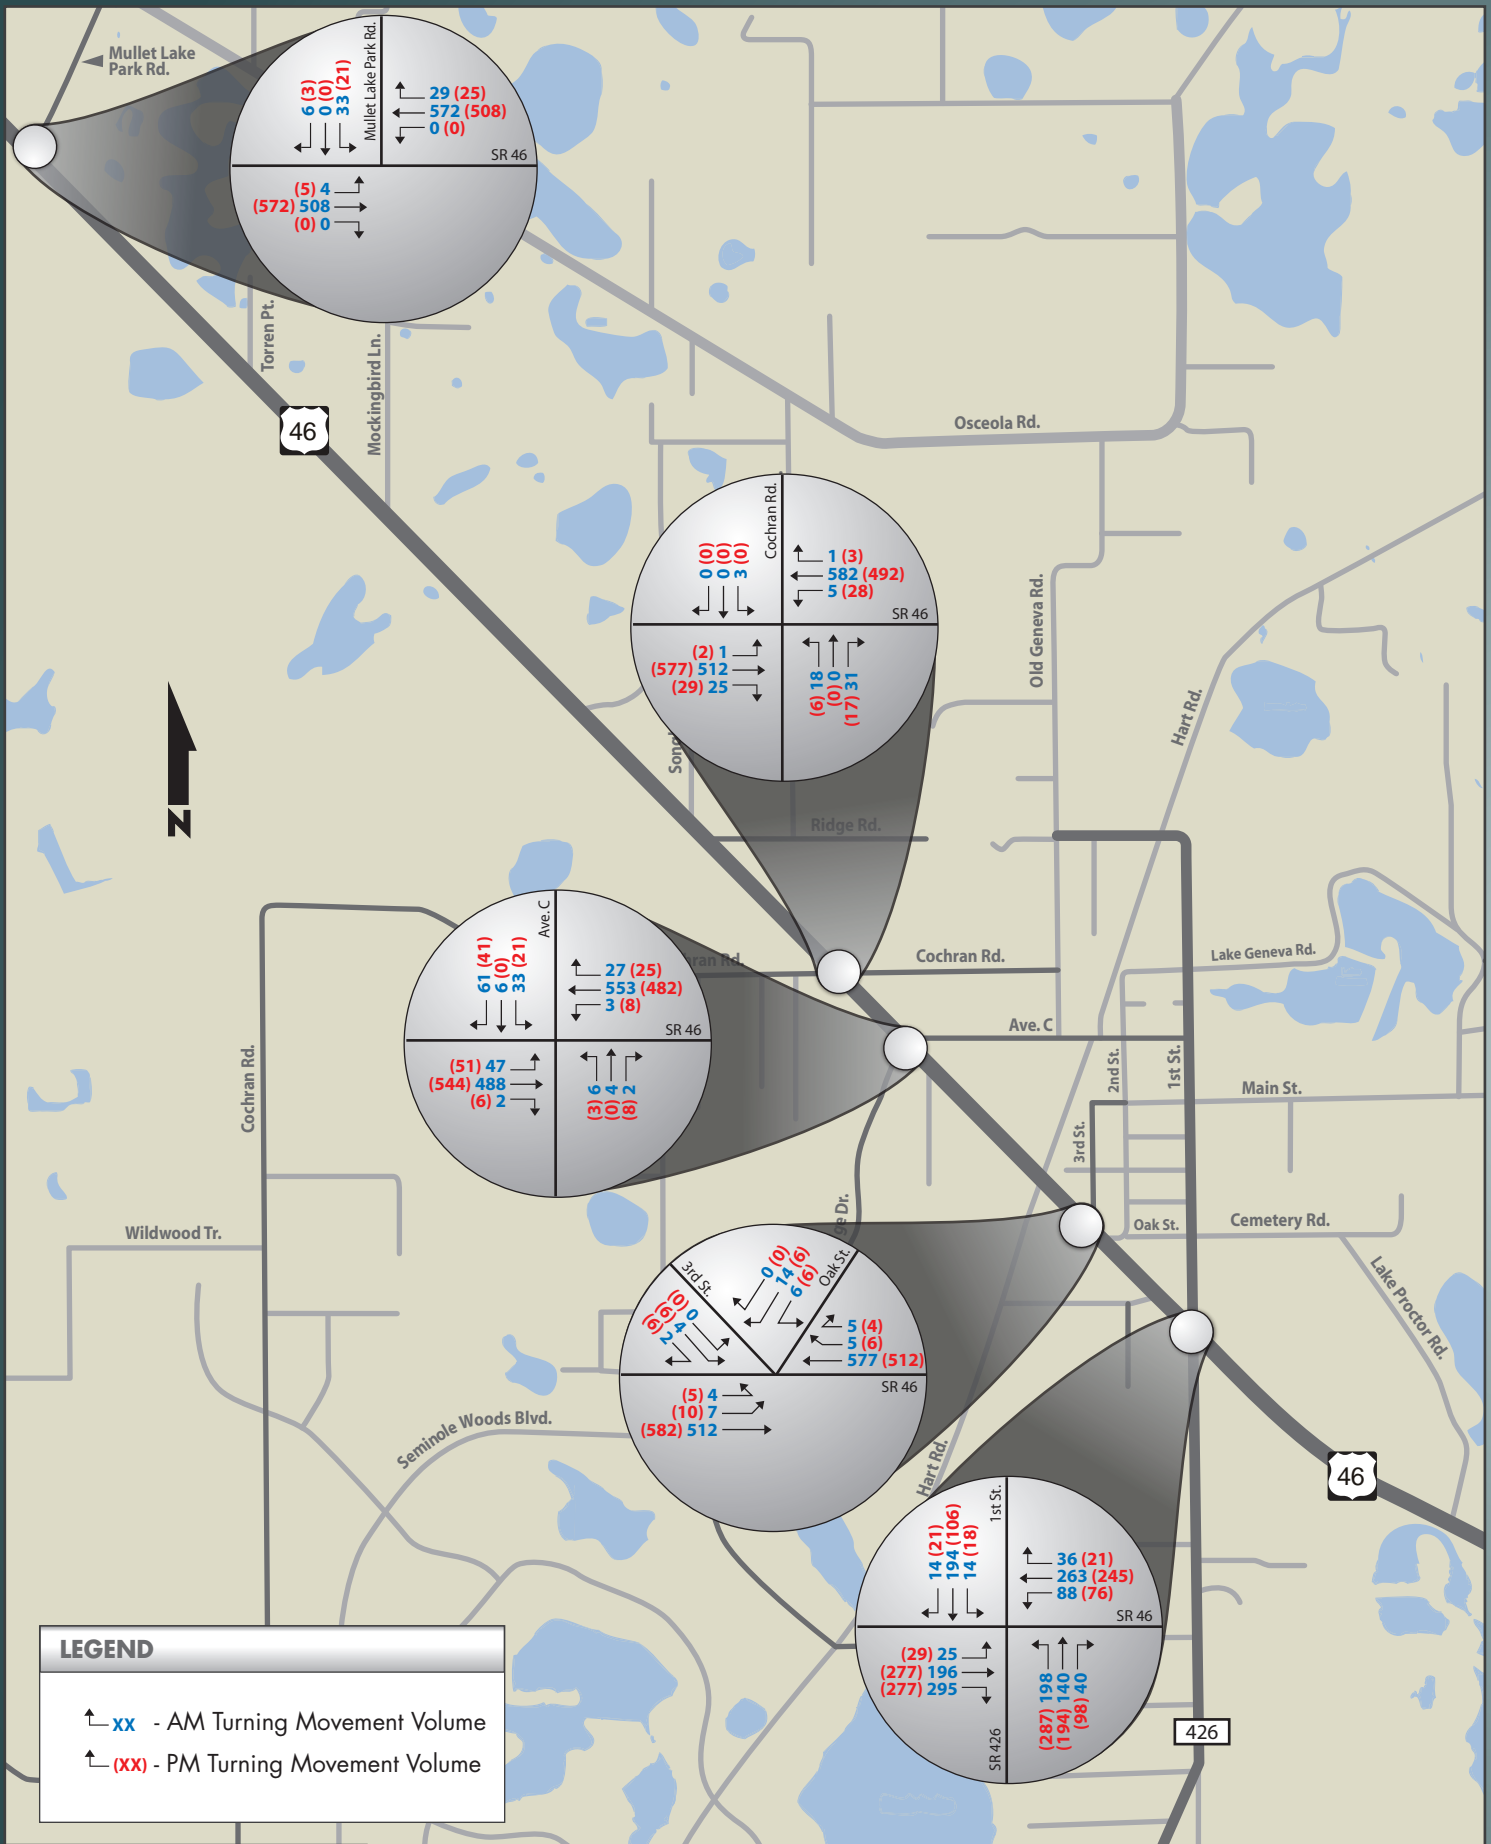 Mullet Lake
Park Rd.
6 (3)
0 (0)
33 (21)
Mullet Lake Park Rd.
29 (25)
572 (508)
0 (0)
SR 46
(5) 4
(572) 508
(0) 0
Torren Pt.
Mockingbird Ln.
46
Osceola Rd.
0 (0)
0 (0)
3 (0)
Cochran Rd.
1 (3)
582 (492)
5 (28)
SR 46
(2) 1
(577) 512
(29) 25
(6) 18
(0) 0
(17) 31
Old Geneva Rd.
Hart Rd.
N
Ridge Rd.
61 (41)
6 (0)
33 (21)
Ave. C
27 (25)
553 (482)
3 (8)
SR 46
(51) 47
(544) 488
(6) 2
(3) 6
(0) 4
(8) 2
Cochran Rd.
Lake Geneva Rd.
Ave. C
2nd St.
1st St.
Main St.
3rd St.
Cochran Rd.
Wildwood Tr.
Oak St.
Cemetery Rd.
Lake Proctor Rd.
3rd St.
0 (0)
14 (6)
6 (6)
Oak St.
(0) 0
(6) 4
(6) 2
5 (4)
5 (6)
577 (512)
SR 46
(5) 4
(10) 7
(582) 512
Seminole Woods Blvd.
Hart Rd.
46
14 (21)
194 (106)
14 (18)
1st St.
36 (21)
263 (245)
88 (76)
SR 46
(29) 25
(277) 196
(277) 295
SR 426
(287) 198
(194) 140
(98) 40
426
LEGEND
XX - AM Turning Movement Volume
(XX) - PM Turning Movement Volume